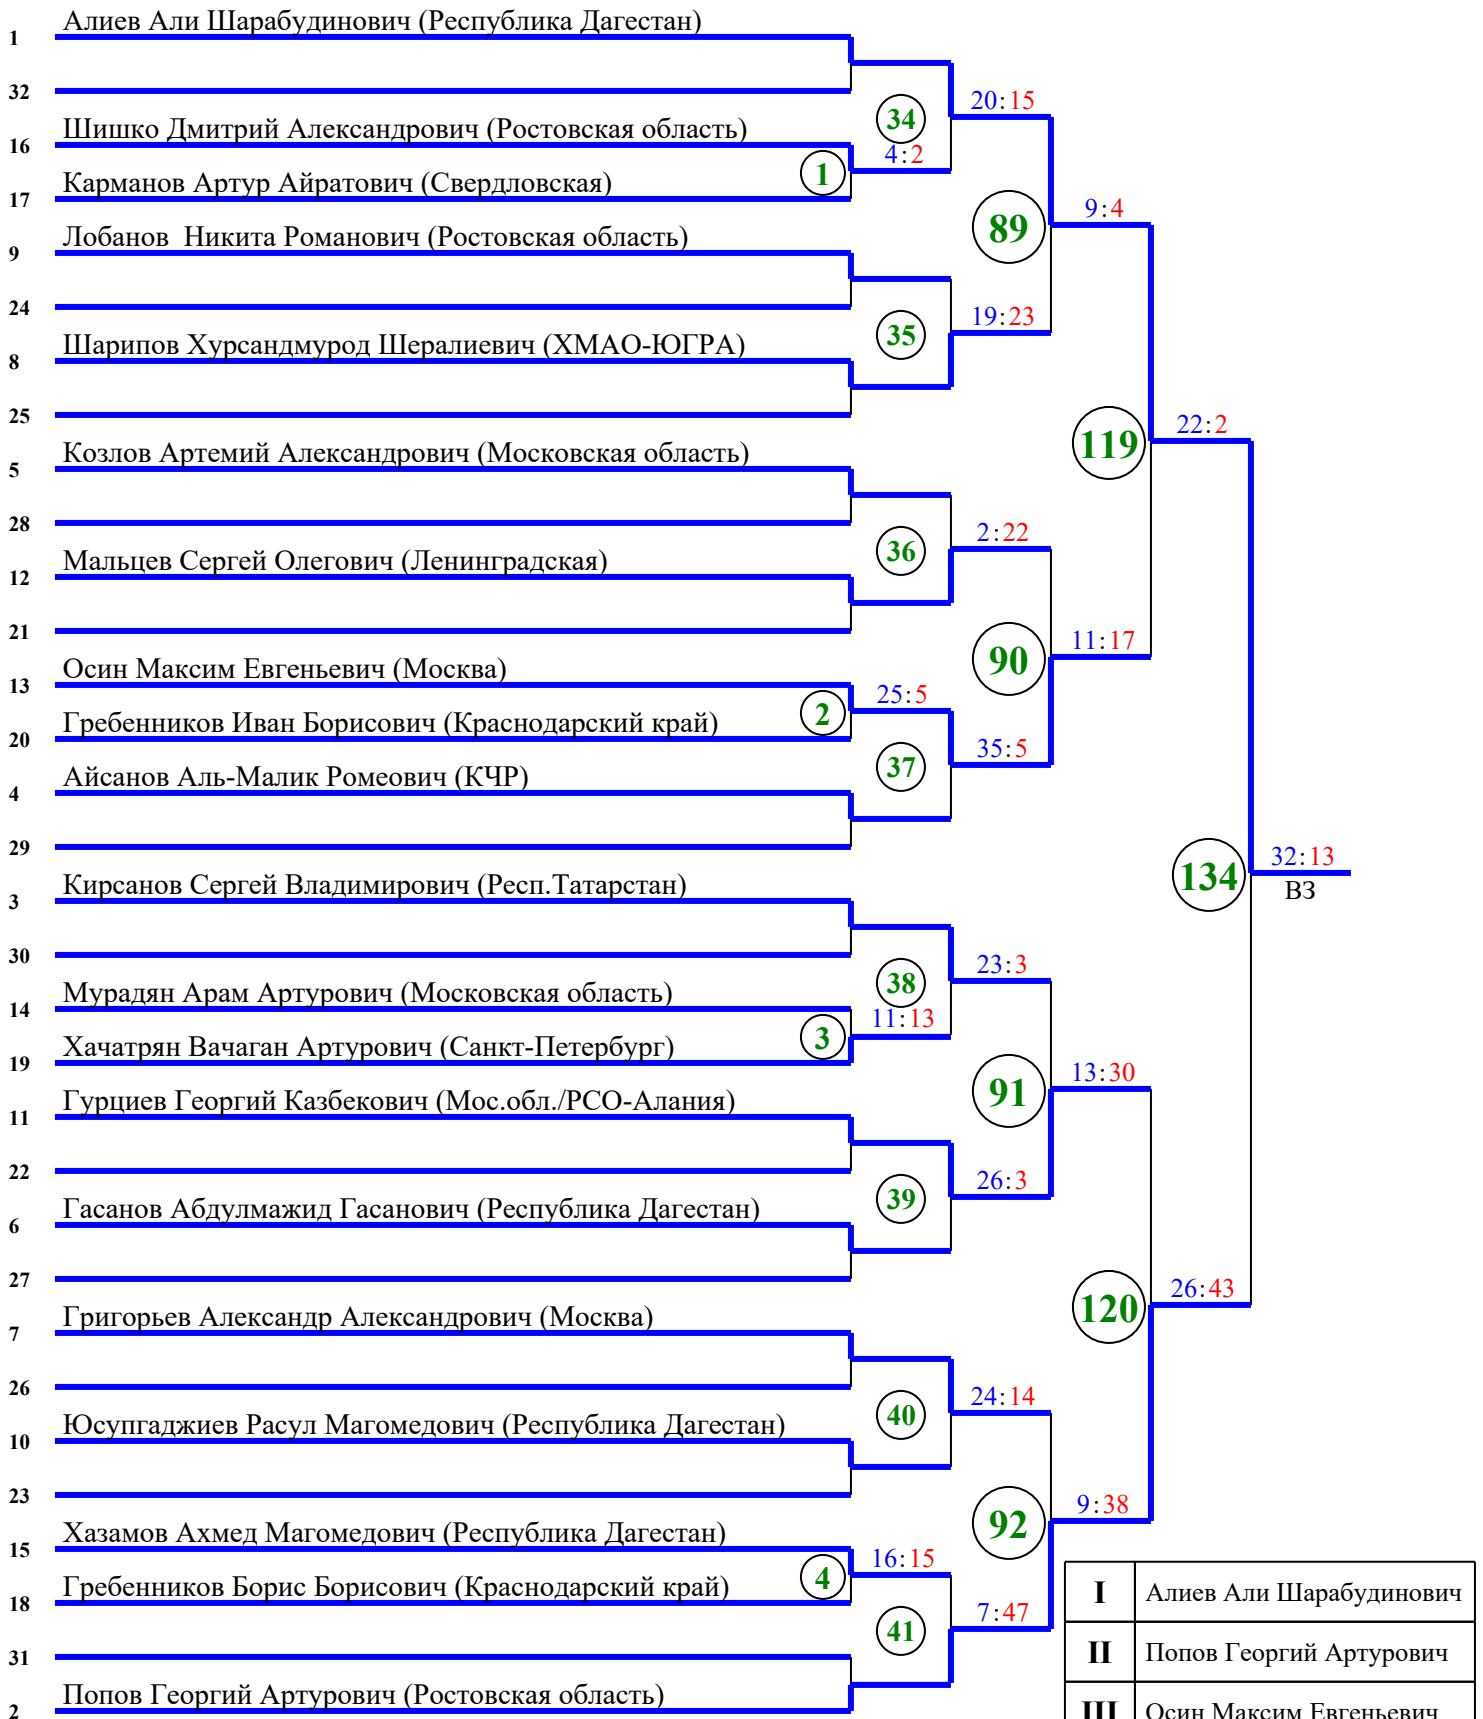 Алиев Али Шарабудинович (Республика Дагестан)
1
32
20:15
34
Шишко Дмитрий Александрович (Ростовская область)
16
4:2
1
Карманов Артур Айратович (Свердловская)
17
9:4
89
Лобанов  Никита Романович (Ростовская область)
9
24
19:23
35
Шарипов Хурсандмурод Шералиевич (ХМАО-ЮГРА)
8
25
22:2
119
Козлов Артемий Александрович (Московская область)
5
28
2:22
36
Мальцев Сергей Олегович (Ленинградская)
12
21
11:17
90
Осин Максим Евгеньевич (Москва)
13
25:5
2
Гребенников Иван Борисович (Краснодарский край)
20
35:5
37
Айсанов Аль-Малик Ромеович (КЧР)
4
29
32:13
134
ВЗ
Кирсанов Сергей Владимирович (Респ.Татарстан)
3
30
23:3
38
Мурадян Арам Артурович (Московская область)
14
11:13
3
Хачатрян Вачаган Артурович (Санкт-Петербург)
19
13:30
91
Гурциев Георгий Казбекович (Мос.обл./РСО-Алания)
11
22
26:3
39
Гасанов Абдулмажид Гасанович (Республика Дагестан)
6
27
26:43
120
Григорьев Александр Александрович (Москва)
7
26
24:14
40
Юсупгаджиев Расул Магомедович (Республика Дагестан)
10
23
9:38
92
Хазамов Ахмед Магомедович (Республика Дагестан)
15
16:15
4
Гребенников Борис Борисович (Краснодарский край)
18
7:47
41
31
Попов Георгий Артурович (Ростовская область)
2
I Алиев Али Шарабудинович
II Попов Георгий Артурович
III Осин Максим Евгеньевич